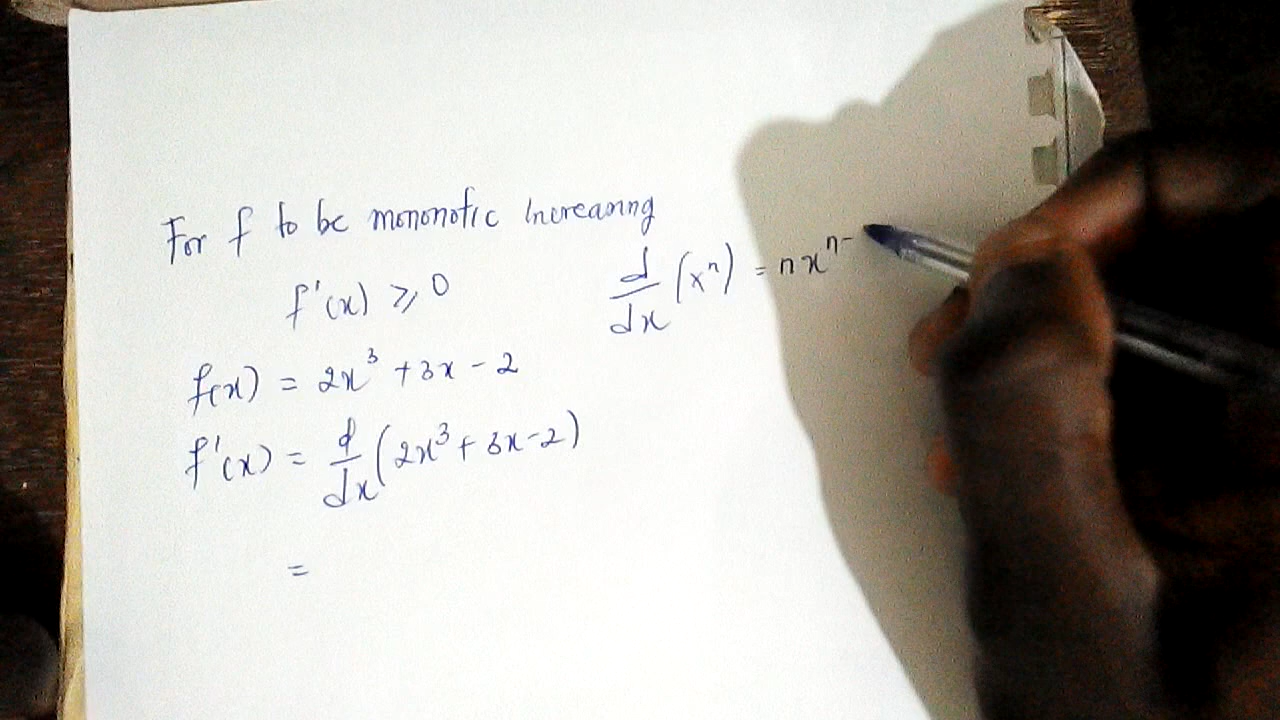 For f to be mononotic increasing
f'(x) ⩾ 0
d/dx (xⁿ) = nxⁿ⁻
f(x) = 2x³ + 3x - 2
f'(x) = d/dx (2x³ + 3x - 2)
=